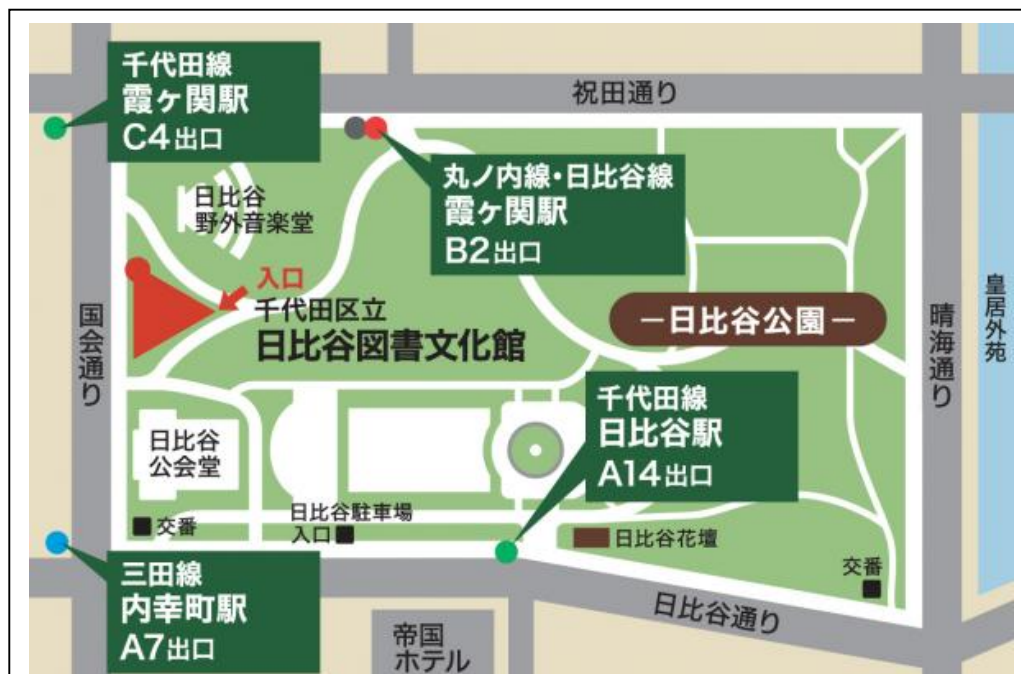 千代田線
霞ヶ関駅
C4出口
祝田通り
丸ノ内線・日比谷線
霞ヶ関駅
B2出口
日比谷
野外音楽堂
入口
千代田区立
日比谷図書文化館
国会通り
－日比谷公園－
晴海通り
皇居外苑
千代田線
日比谷駅
A14出口
日比谷
公会堂
交番
日比谷駐車場
入口
日比谷花壇
交番
三田線
内幸町駅
A7出口
帝国
ホテル
日比谷通り